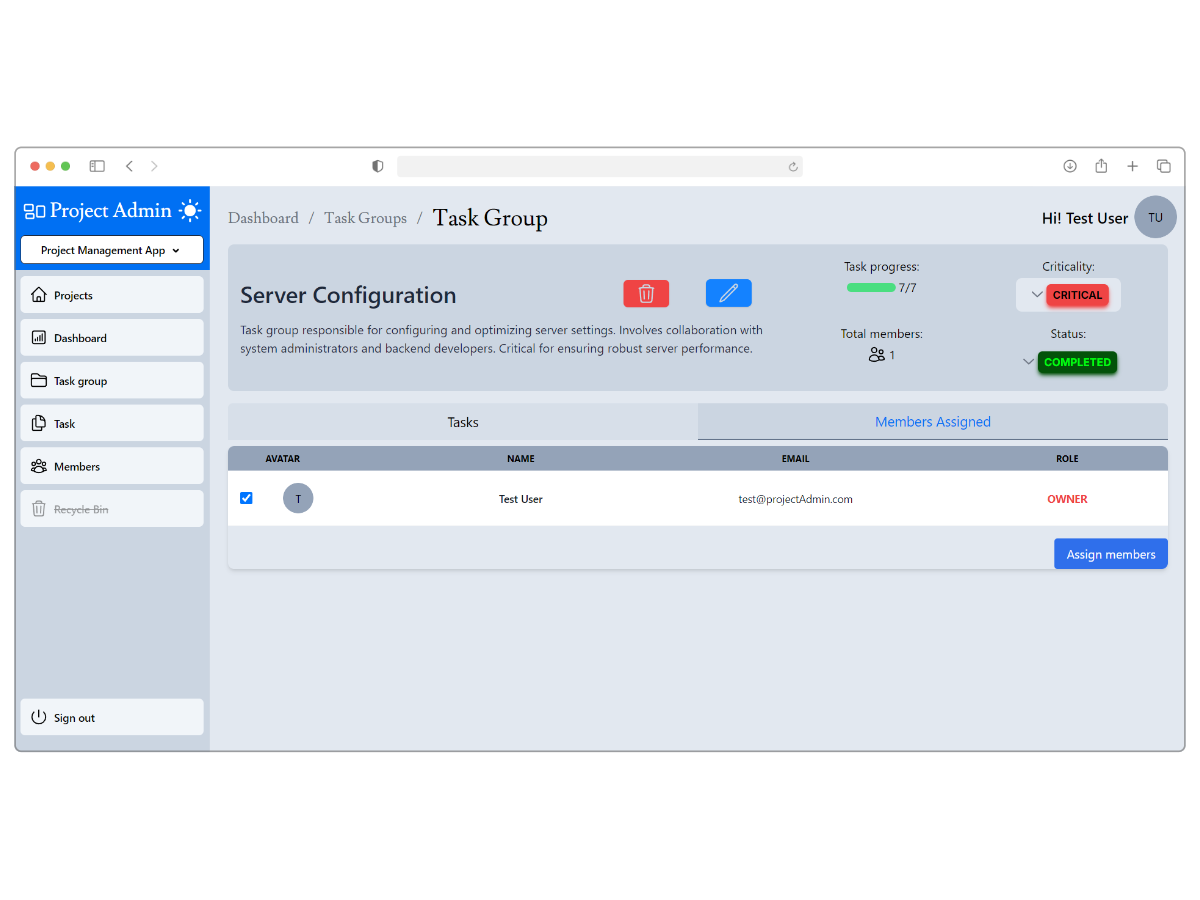 Project Admin
Project Management App
Projects
Dashboard
Task group
Task
Members
Recycle Bin
Sign out
Dashboard / Task Groups / Task Group
Hi! Test User
TU
Server Configuration
Task group responsible for configuring and optimizing server settings. Involves collaboration with
system administrators and backend developers. Critical for ensuring robust server performance.
Task progress:
7/7
Total members:
1
Criticality:
CRITICAL
Status:
COMPLETED
Tasks
Members Assigned
AVATAR NAME EMAIL ROLE
T Test User test@projectAdmin.com OWNER
Assign members